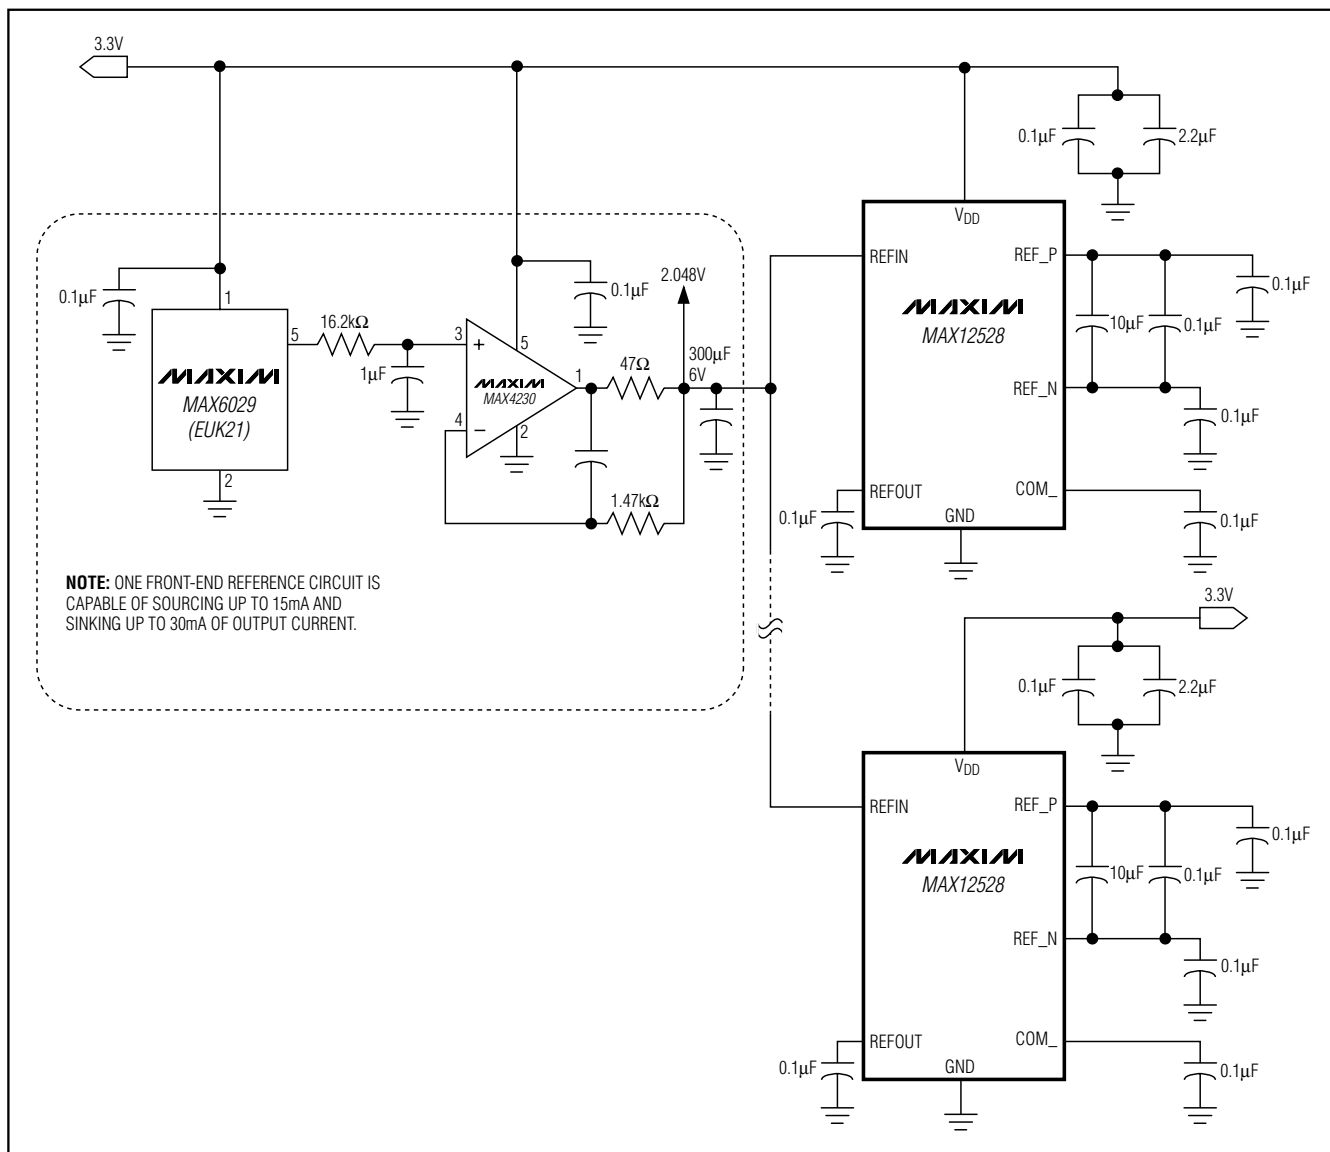 3.3V
0.1µF
2.2µF
VDD
REFIN
REF_P
0.1µF
MAXIM
MAX12528
10µF
0.1µF
REF_N
0.1µF
REFOUT
COM_
0.1µF
GND
0.1µF
0.1µF
1
MAXIM
MAX6029
(EUK21)
5
2
16.2kΩ
1µF
3
+
5
0.1µF
MAXIM
MAX4230
1
4
−
2
47Ω
2.048V
300µF
6V
1.47kΩ
NOTE: ONE FRONT-END REFERENCE CIRCUIT IS
CAPABLE OF SOURCING UP TO 15mA AND
SINKING UP TO 30mA OF OUTPUT CURRENT.
3.3V
0.1µF
2.2µF
VDD
REFIN
REF_P
0.1µF
MAXIM
MAX12528
10µF
0.1µF
REF_N
0.1µF
REFOUT
COM_
0.1µF
GND
0.1µF